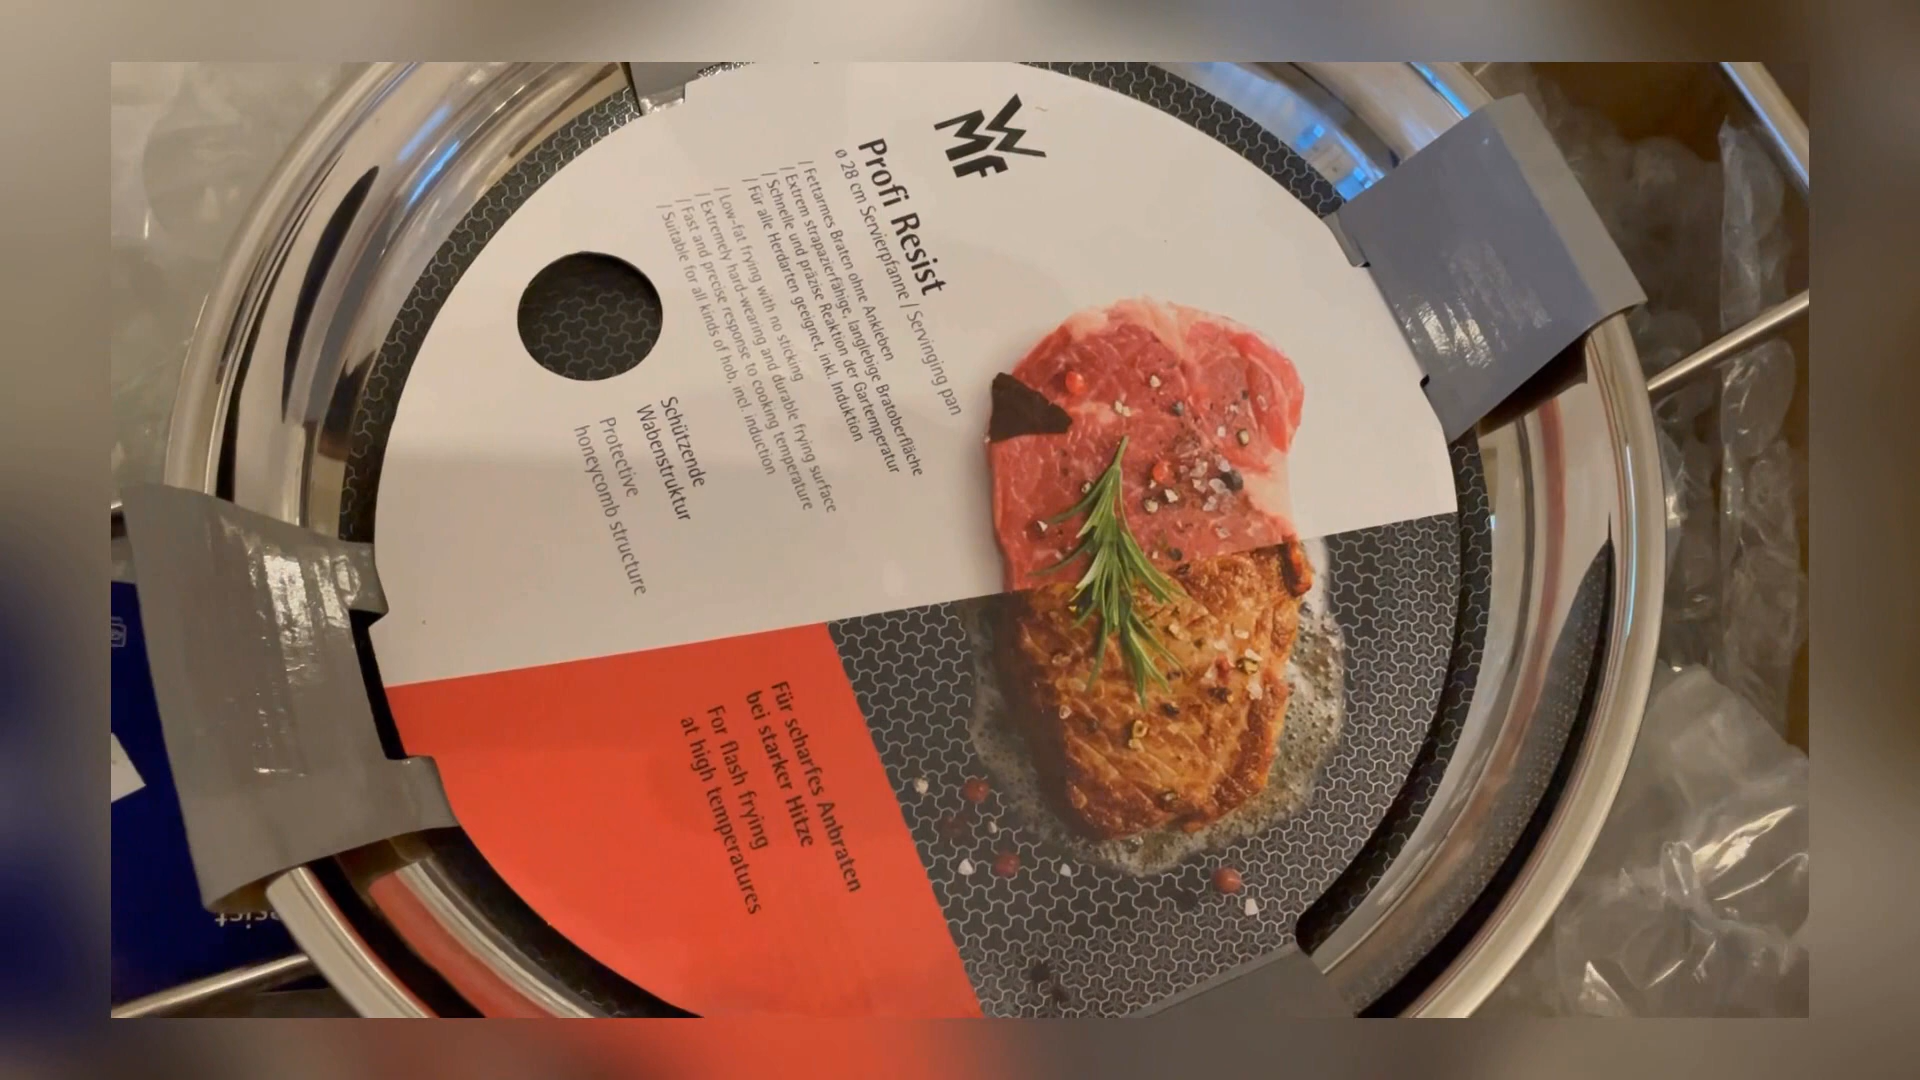 WMF
Profi Resist
Ø 28 cm Servierpfanne / Servinging pan
/ Fettarmes Braten ohne Ankleben
/ Extrem strapazierfähige, langlebige Bratoberfläche
/ Schnelle und präzise Reaktion der Gartemperatur
/ Für alle Herdarten geeignet, inkl. Induktion
/ Low-fat frying with no sticking
/ Extremely hard-wearing and durable frying surface
/ Fast and precise response to cooking temperature
/ Suitable for all kinds of hob, incl. induction
Schützende
Wabenstruktur
Protective
honeycomb structure
Für scharfes Anbraten
bei starker Hitze
For flash frying
at high temperatures
esist